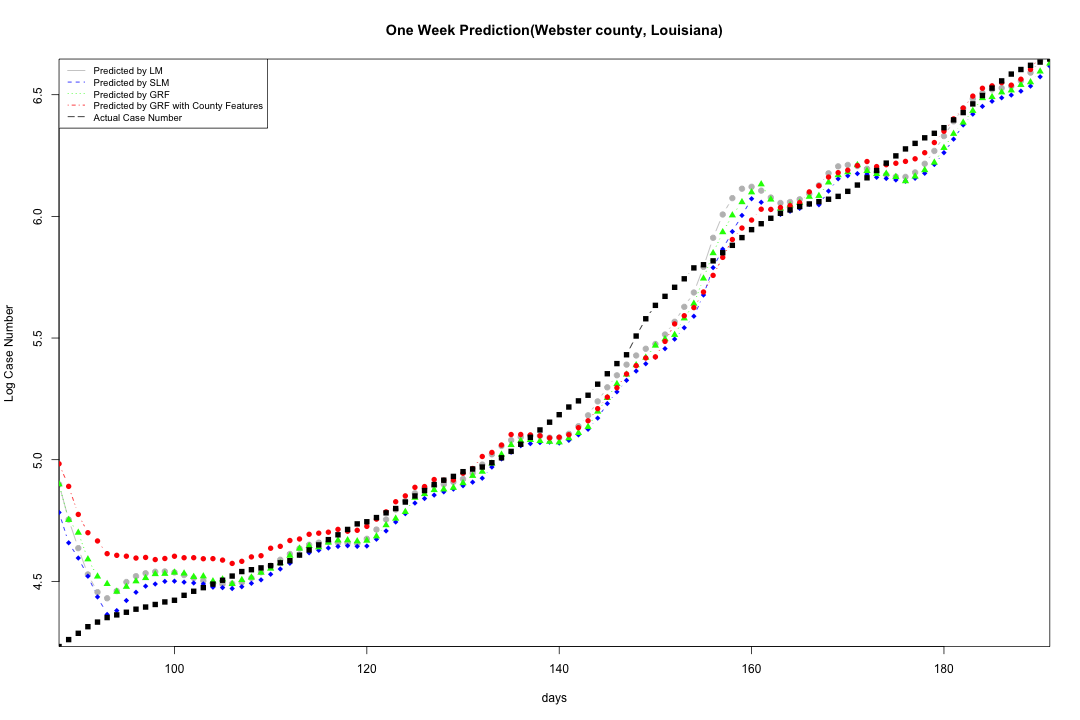 One Week Prediction(Webster county, Louisiana)
Predicted by LM
Predicted by SLM
Predicted by GRF
Predicted by GRF with County Features
Actual Case Number
6.5
6.0
5.5
5.0
4.5
Log Case Number
100 120 140 160 180
days